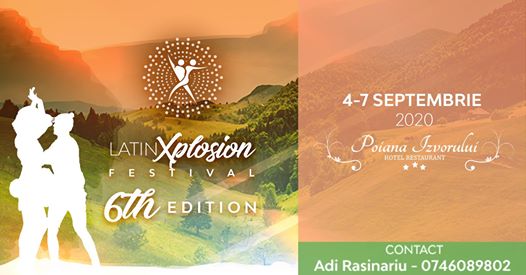 LATINXplosion
FESTIVAL
6th EDITION
4-7 SEPTEMBRIE
2020
Poiana Izvorului
HOTEL RESTAURANT
CONTACT
Adi Rasinariu - 0746089802